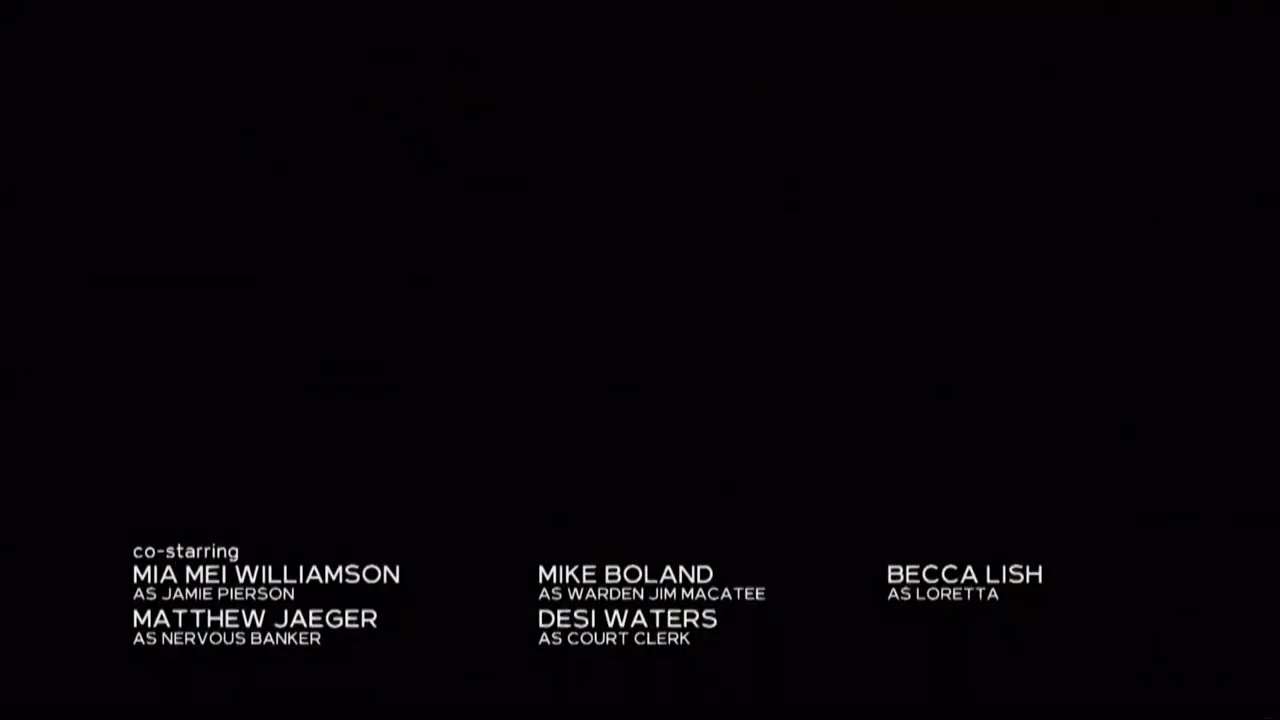 co-starring
MIA MEI WILLIAMSON
AS JAMIE PIERSON
MATTHEW JAEGER
AS NERVOUS BANKER
MIKE BOLAND
AS WARDEN JIM MACATEE
DESI WATERS
AS COURT CLERK
BECCA LISH
AS LORETTA